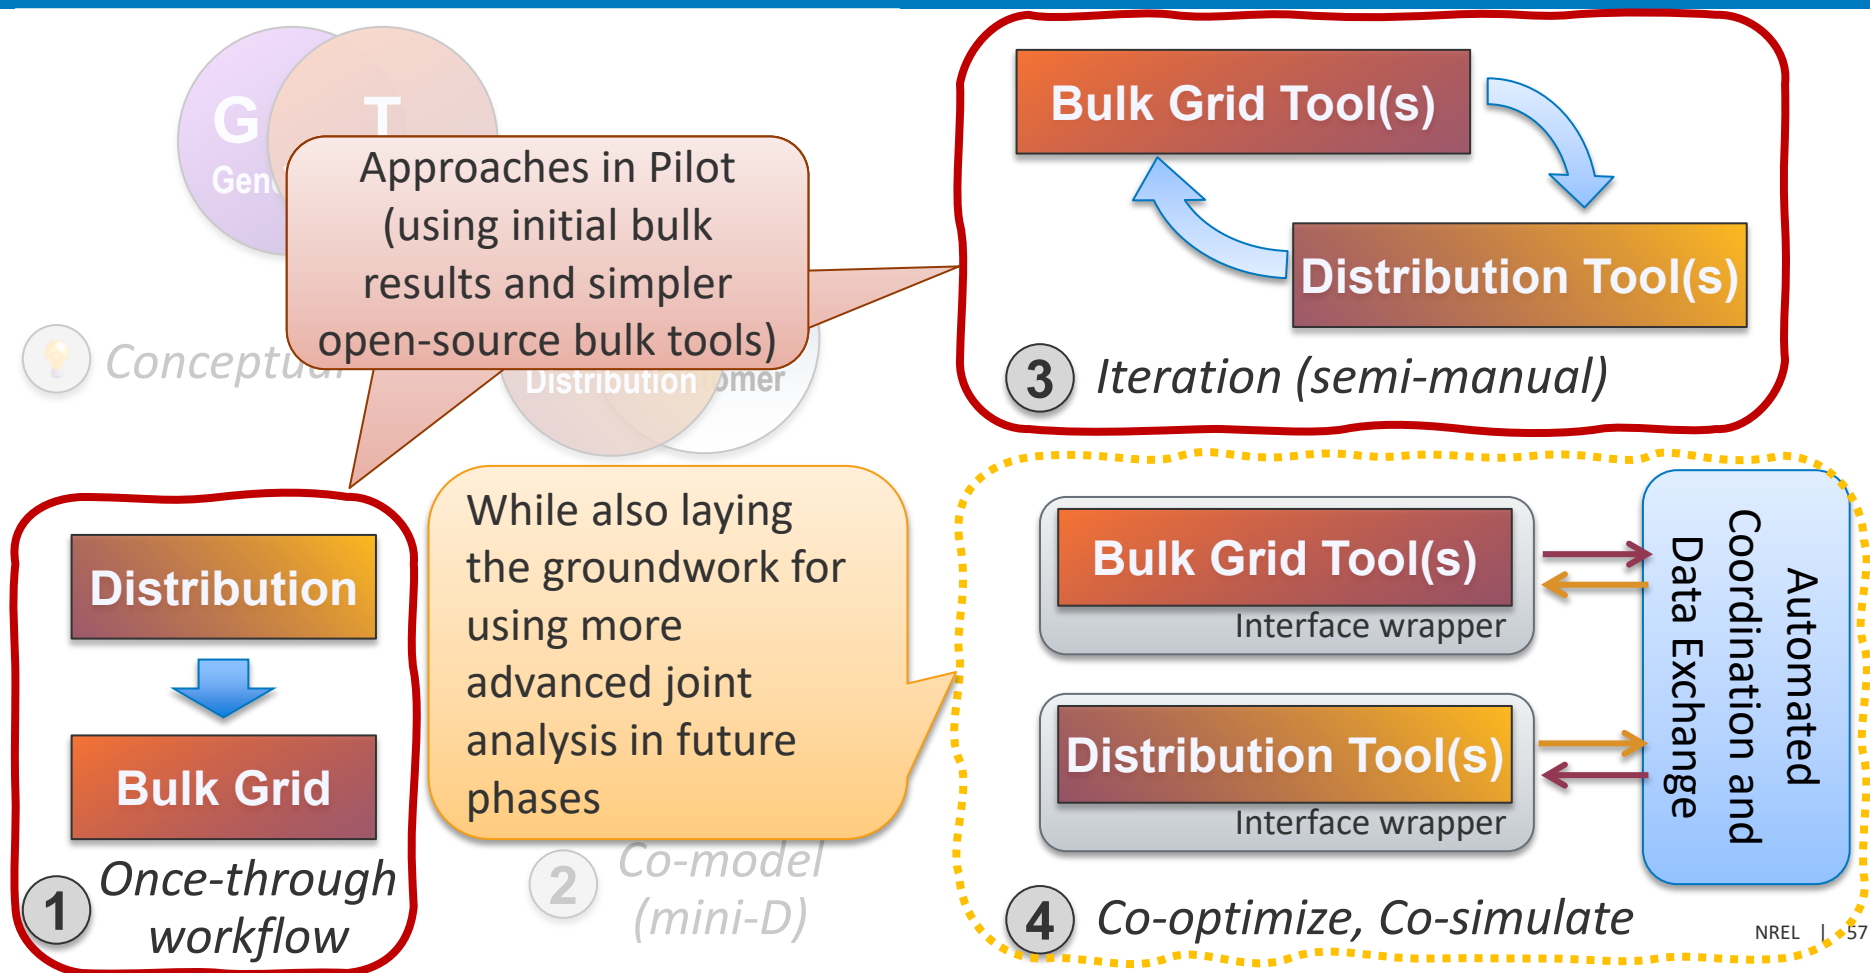 G
T
Gen
Approaches in Pilot
(using initial bulk
results and simpler
open-source bulk tools)
Conceptual
Distribution
omer
Bulk Grid Tool(s)
Distribution Tool(s)
3 Iteration (semi-manual)
Distribution
Bulk Grid
1 Once-through
workflow
While also laying
the groundwork for
using more
advanced joint
analysis in future
phases
2 Co-model
(mini-D)
Bulk Grid Tool(s)
Interface wrapper
Distribution Tool(s)
Interface wrapper
Automated
Coordination and
Data Exchange
4 Co-optimize, Co-simulate
NREL | 57